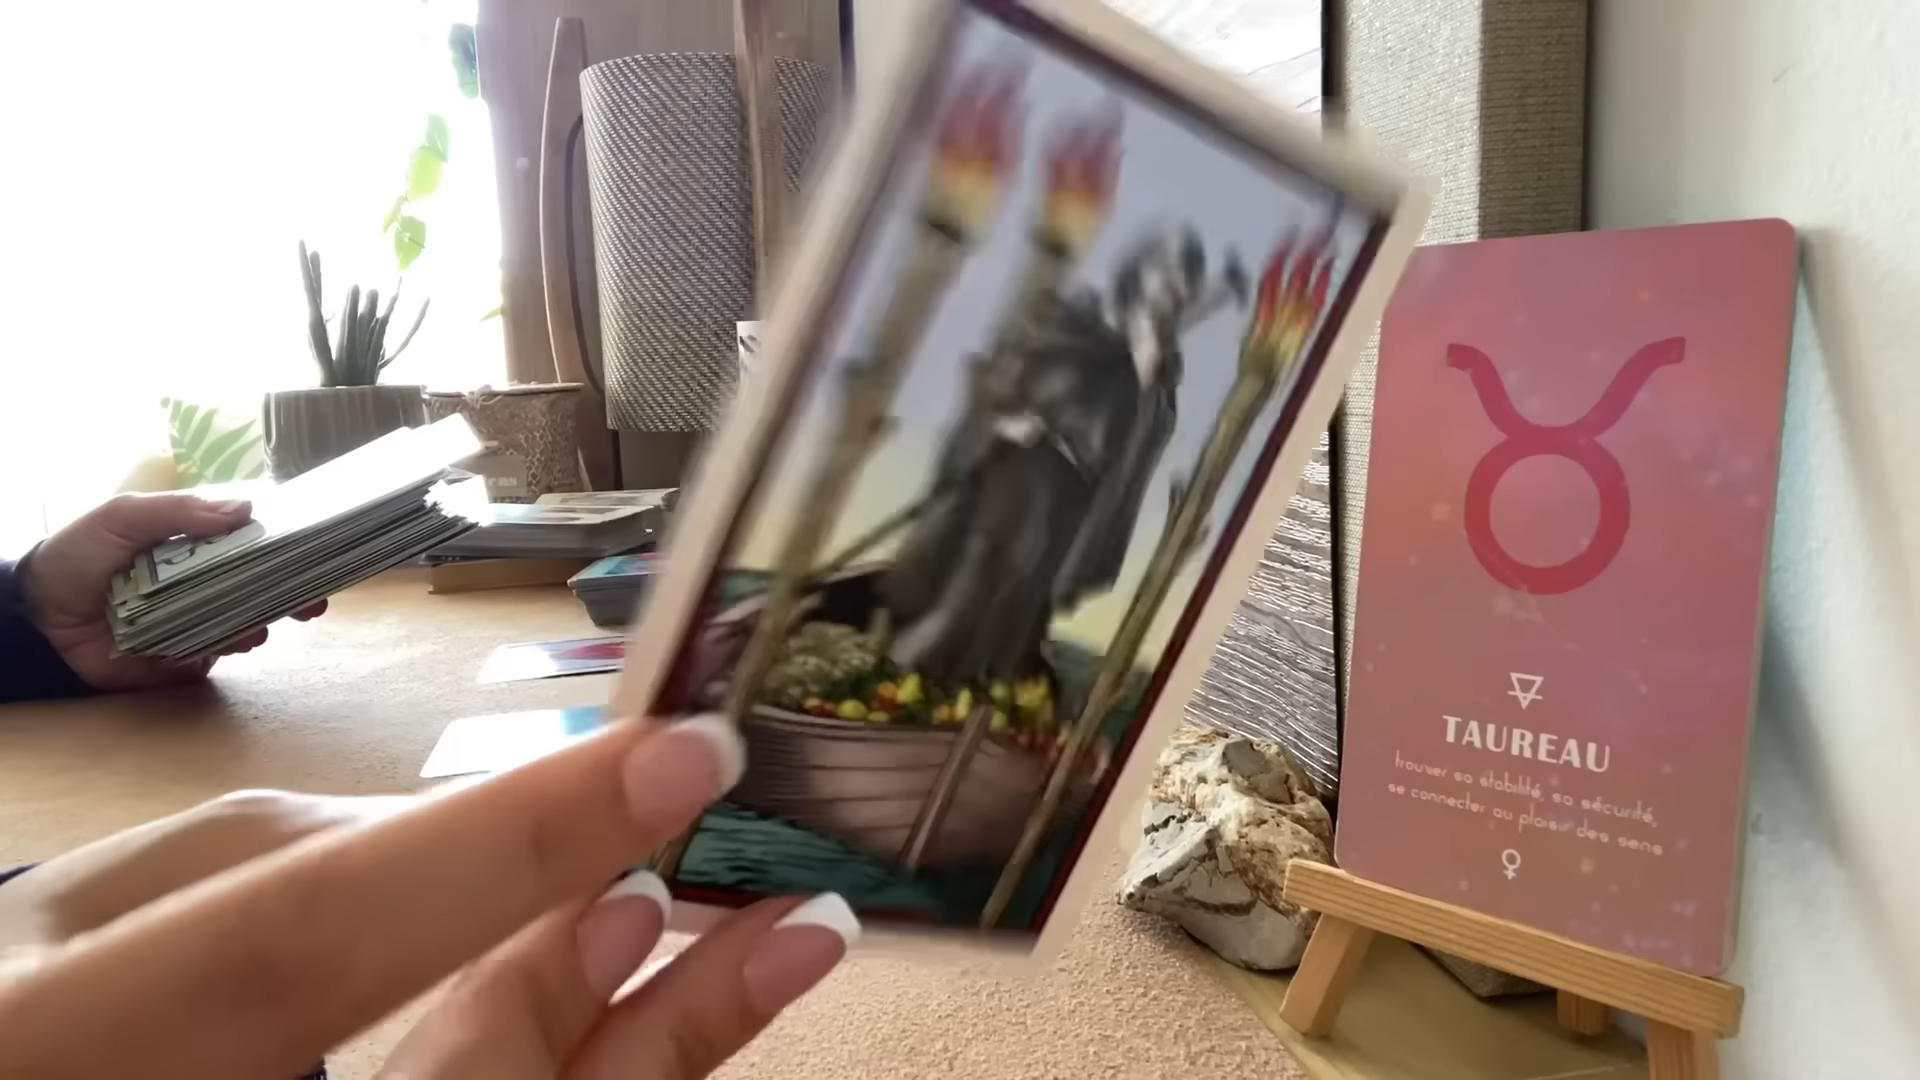 TAUREAU
trouver sa stabilité, sa sécurité,
se connecter au plaisir des sens